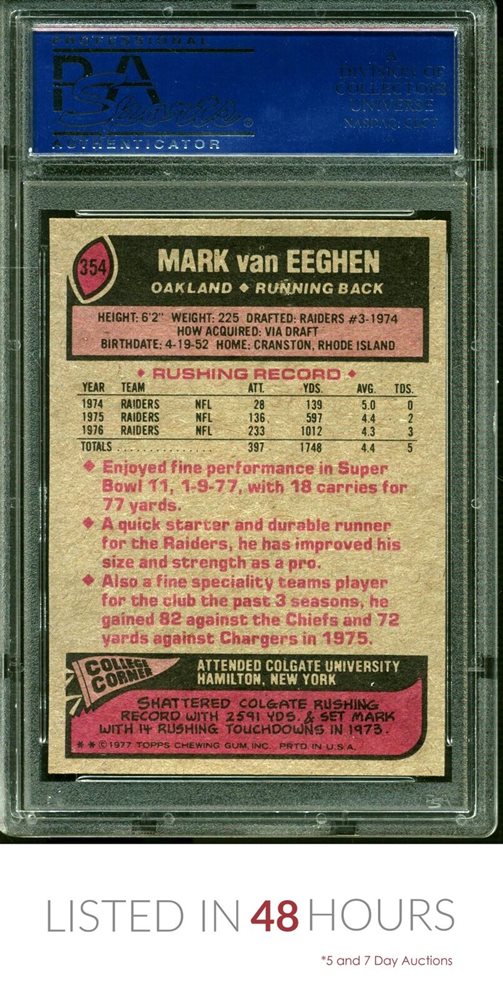 PROFESSIONAL
PSA
Sports®
AUTHENTICATOR
A
DIVISION OF
COLLECTORS
UNIVERSE
NASDAQ: CLCT
354
MARK van EEGHEN
OAKLAND ◆ RUNNING BACK
HEIGHT: 6'2" WEIGHT: 225 DRAFTED: RAIDERS #3-1974
HOW ACQUIRED: VIA DRAFT
BIRTHDATE: 4-19-52 HOME: CRANSTON, RHODE ISLAND
◆ RUSHING RECORD ◆
YEAR TEAM ATT. YDS. AVG. TDS.
1974 RAIDERS NFL 28 139 5.0 0
1975 RAIDERS NFL 136 597 4.4 2
1976 RAIDERS NFL 233 1012 4.3 3
TOTALS .................. 397 1748 4.4 5
◆ Enjoyed fine performance in Super
Bowl 11, 1-9-77, with 18 carries for
77 yards.
◆ A quick starter and durable runner
for the Raiders, he has improved his
size and strength as a pro.
◆ Also a fine speciality teams player
for the club the past 3 seasons, he
gained 82 against the Chiefs and 72
yards against Chargers in 1975.
COLLEGE
CORNER
ATTENDED COLGATE UNIVERSITY
HAMILTON, NEW YORK
SHATTERED COLGATE RUSHING
RECORD WITH 2591 YDS. & SET MARK
WITH 14 RUSHING TOUCHDOWNS IN 1973.
* * © 1977 TOPPS CHEWING GUM, INC. PRTD. IN U.S.A.
LISTED IN 48 HOURS
*5 and 7 Day Auctions